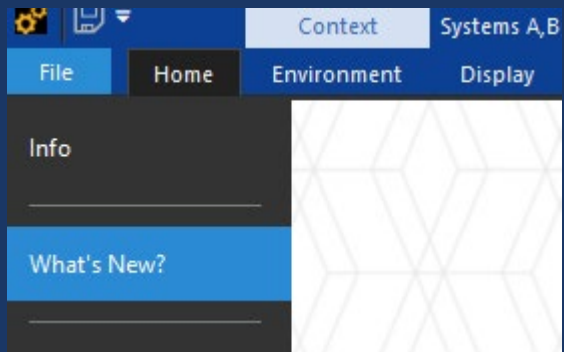 Context Systems A,B
File Home Environment Display
Info
What's New?